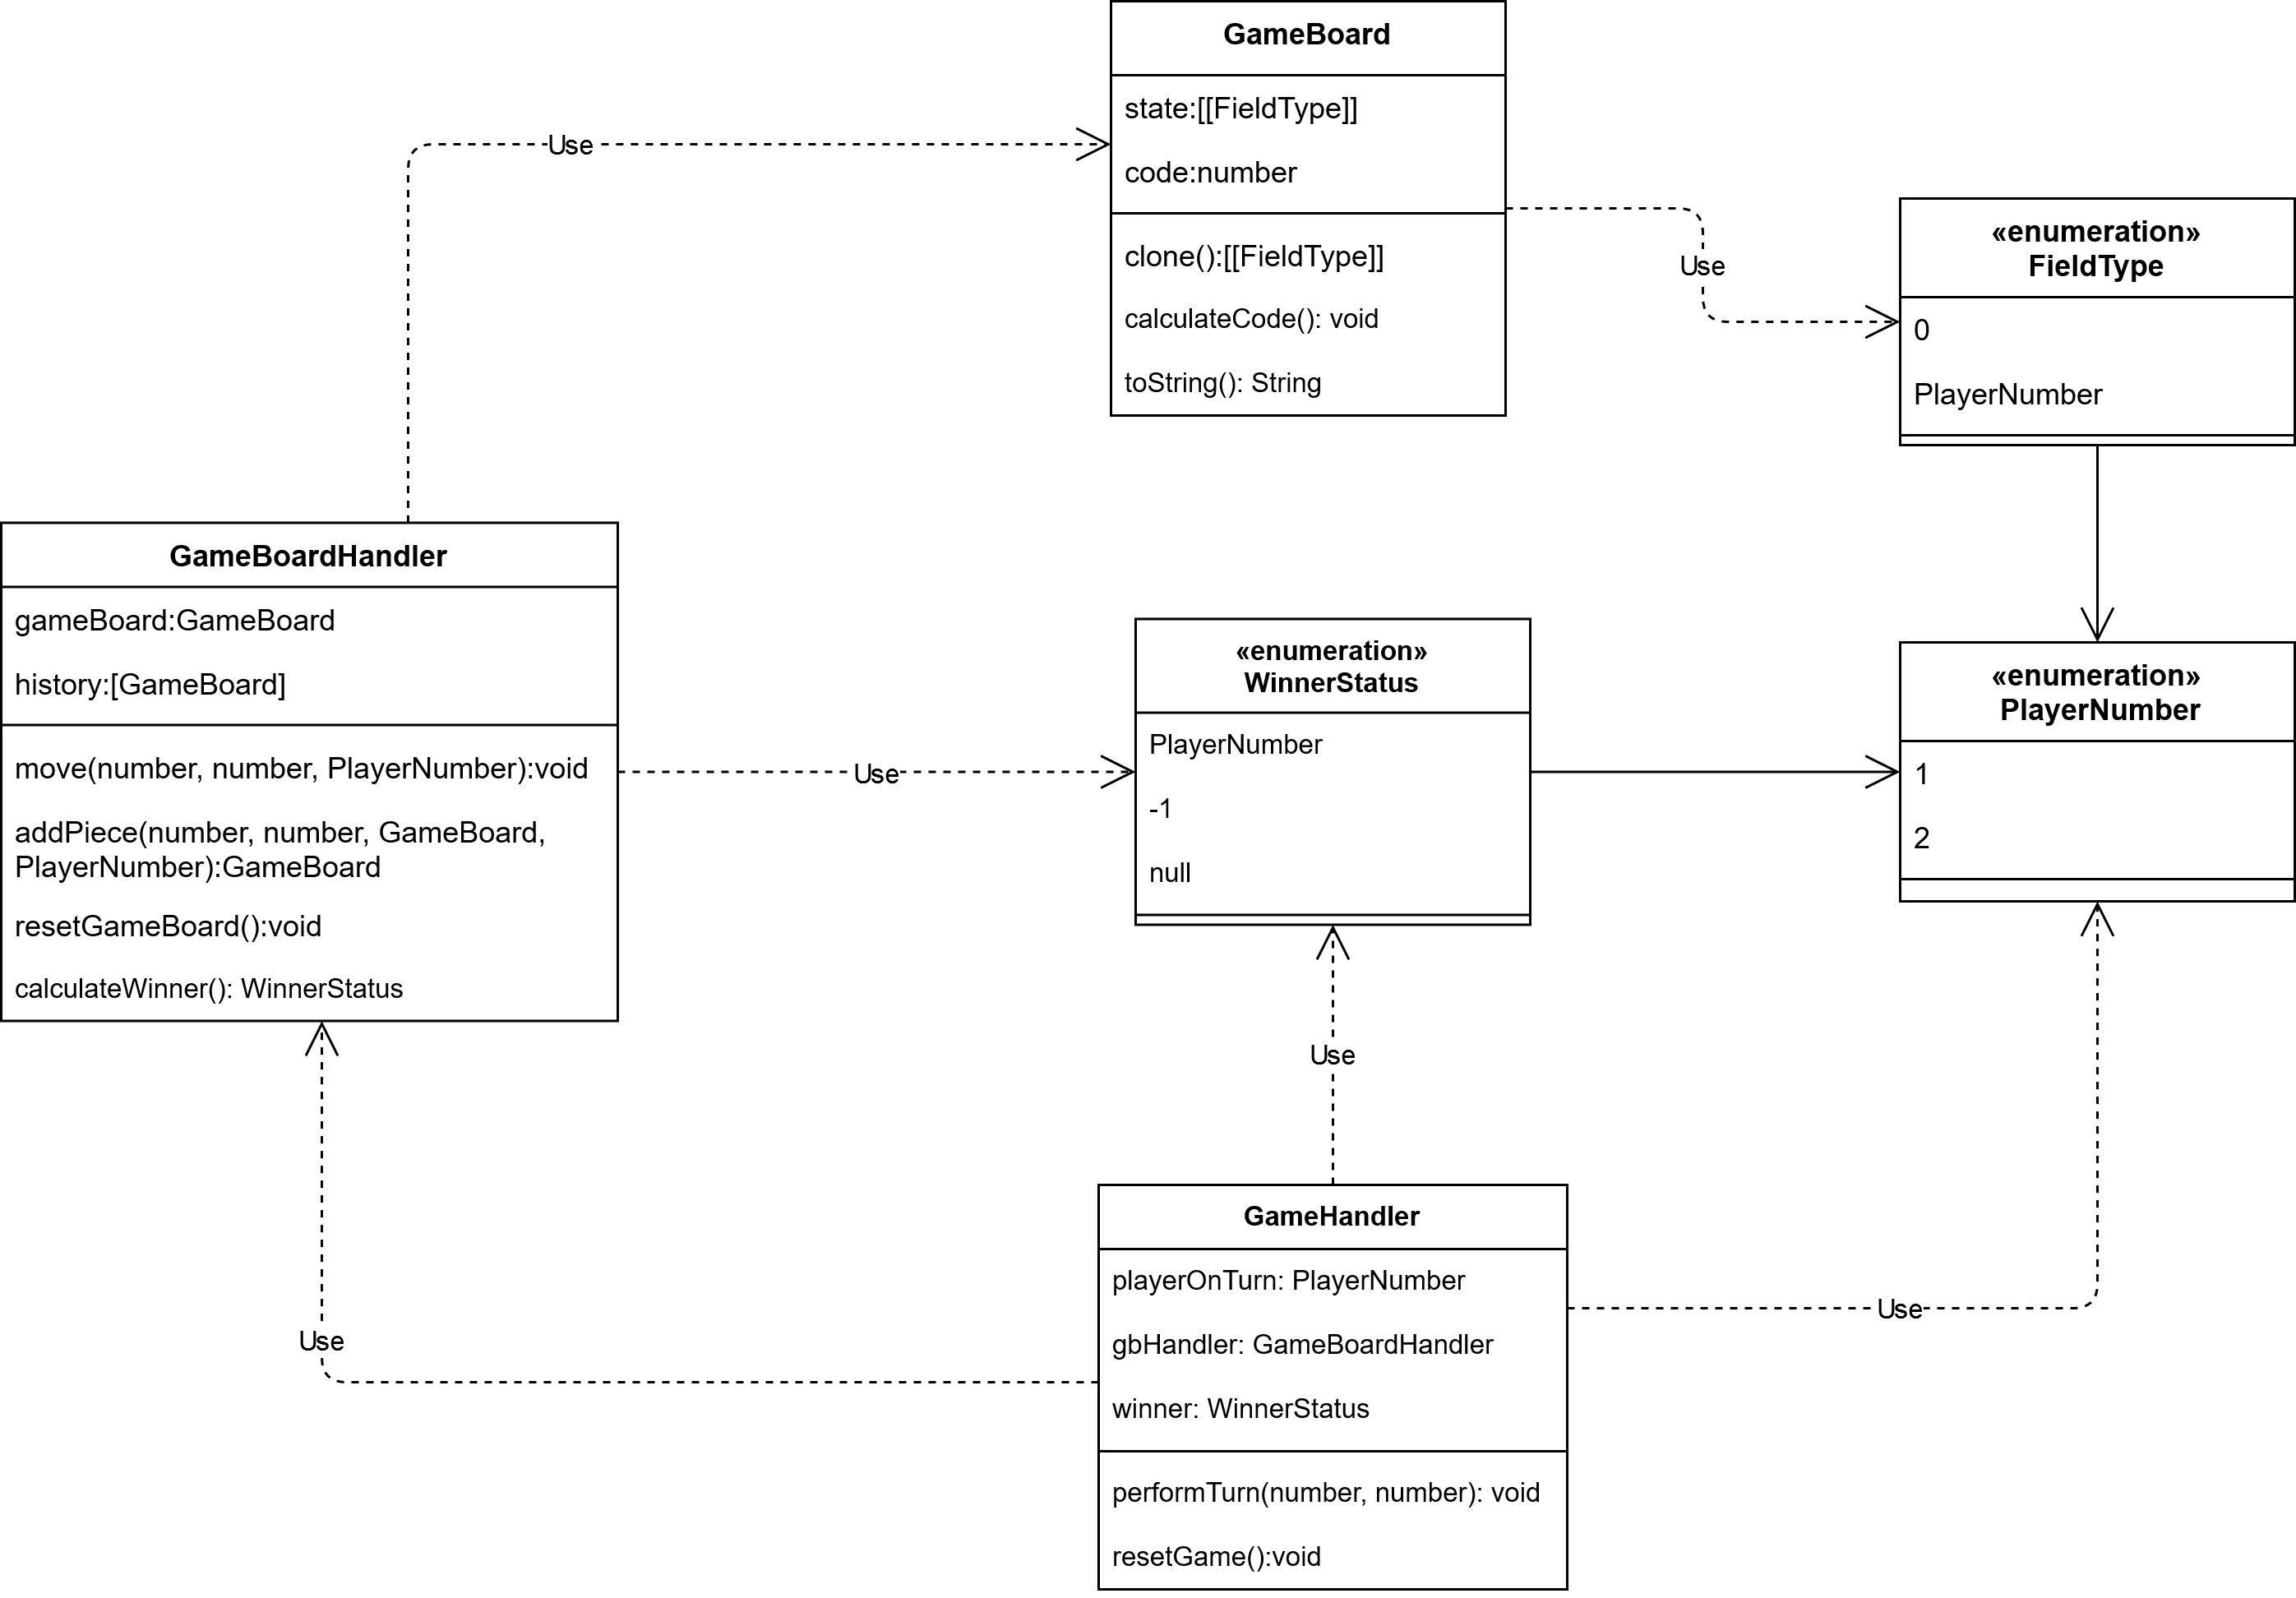 GameBoard
state:[[FieldType]]
code:number
clone():[[FieldType]]
calculateCode(): void
toString(): String
Use
Use
«enumeration»
FieldType
0
PlayerNumber
GameBoardHandler
gameBoard:GameBoard
history:[GameBoard]
move(number, number, PlayerNumber):void
addPiece(number, number, GameBoard,
PlayerNumber):GameBoard
resetGameBoard():void
calculateWinner(): WinnerStatus
Use
«enumeration»
WinnerStatus
PlayerNumber
-1
null
«enumeration»
PlayerNumber
1
2
Use
Use
Use
GameHandler
playerOnTurn: PlayerNumber
gbHandler: GameBoardHandler
winner: WinnerStatus
performTurn(number, number): void
resetGame():void